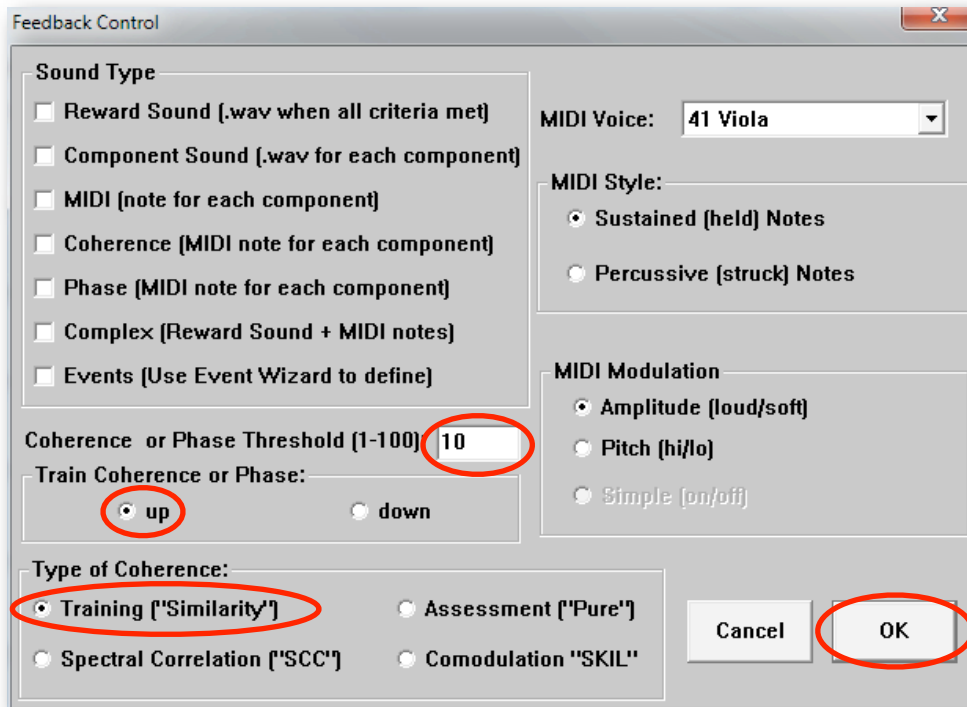 Feedback Control
Sound Type
Reward Sound (.wav when all criteria met)
Component Sound (.wav for each component)
MIDI (note for each component)
Coherence (MIDI note for each component)
Phase (MIDI note for each component)
Complex (Reward Sound + MIDI notes)
Events (Use Event Wizard to define)
MIDI Voice: 41 Viola
MIDI Style:
Sustained (held) Notes
Percussive (struck) Notes
MIDI Modulation
Amplitude (loud/soft)
Pitch (hi/lo)
Simple (on/off)
Coherence or Phase Threshold (1-100): 10
Train Coherence or Phase:
up down
Type of Coherence:
Training ("Similarity") Assessment ("Pure")
Spectral Correlation ("SCC") Comodulation "SKIL"
Cancel OK